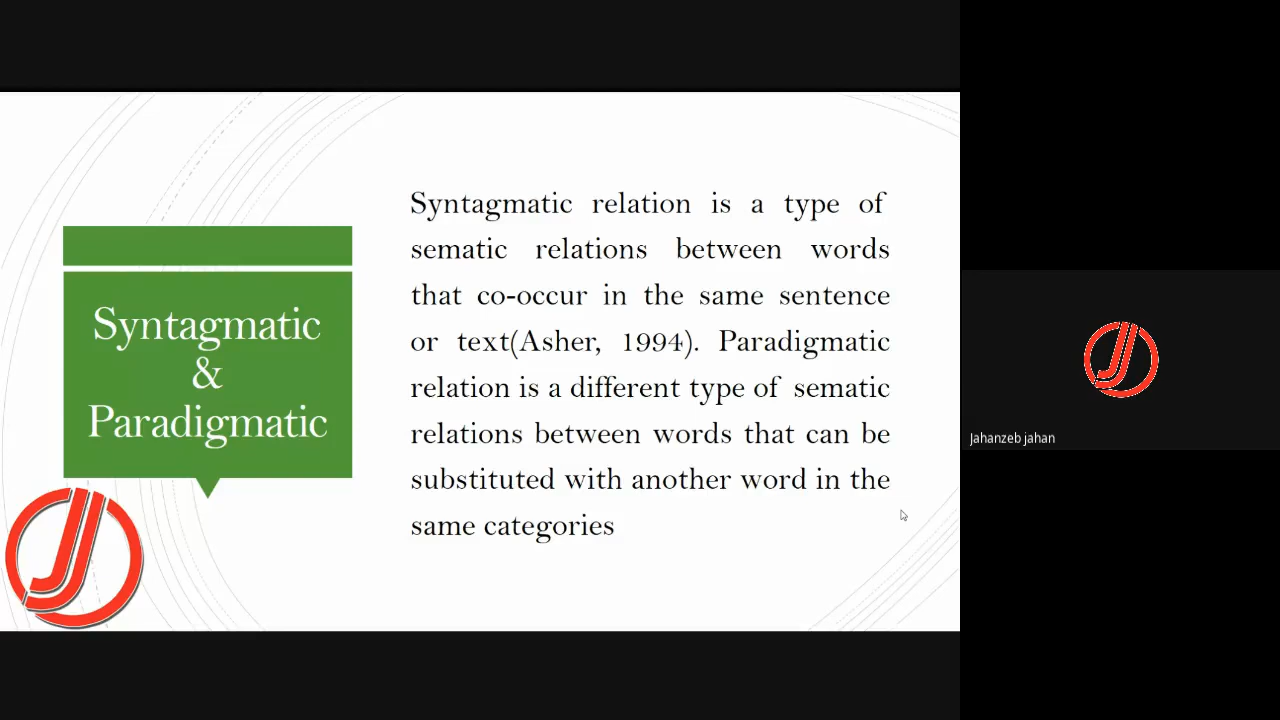 Syntagmatic
&
Paradigmatic
Syntagmatic relation is a type of
sematic relations between words
that co-occur in the same sentence
or text(Asher, 1994). Paradigmatic
relation is a different type of sematic
relations between words that can be
substituted with another word in the
same categories
Jahanzeb jahan